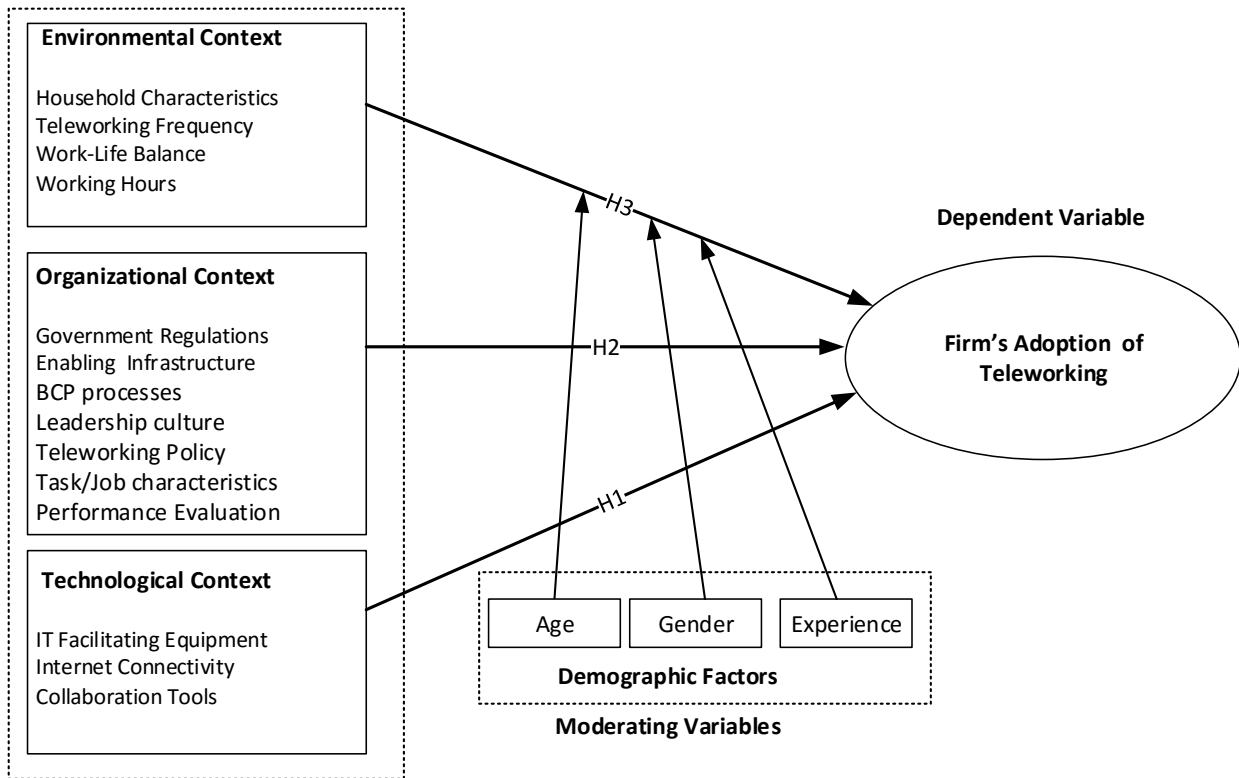 Environmental Context
Household Characteristics
Teleworking Frequency
Work-Life Balance
Working Hours
Organizational Context
Government Regulations
Enabling Infrastructure
BCP processes
Leadership culture
Teleworking Policy
Task/Job characteristics
Performance Evaluation
Technological Context
IT Facilitating Equipment
Internet Connectivity
Collaboration Tools
H3
H2
H1
Dependent Variable
Firm's Adoption of
Teleworking
Age
Gender
Experience
Demographic Factors
Moderating Variables